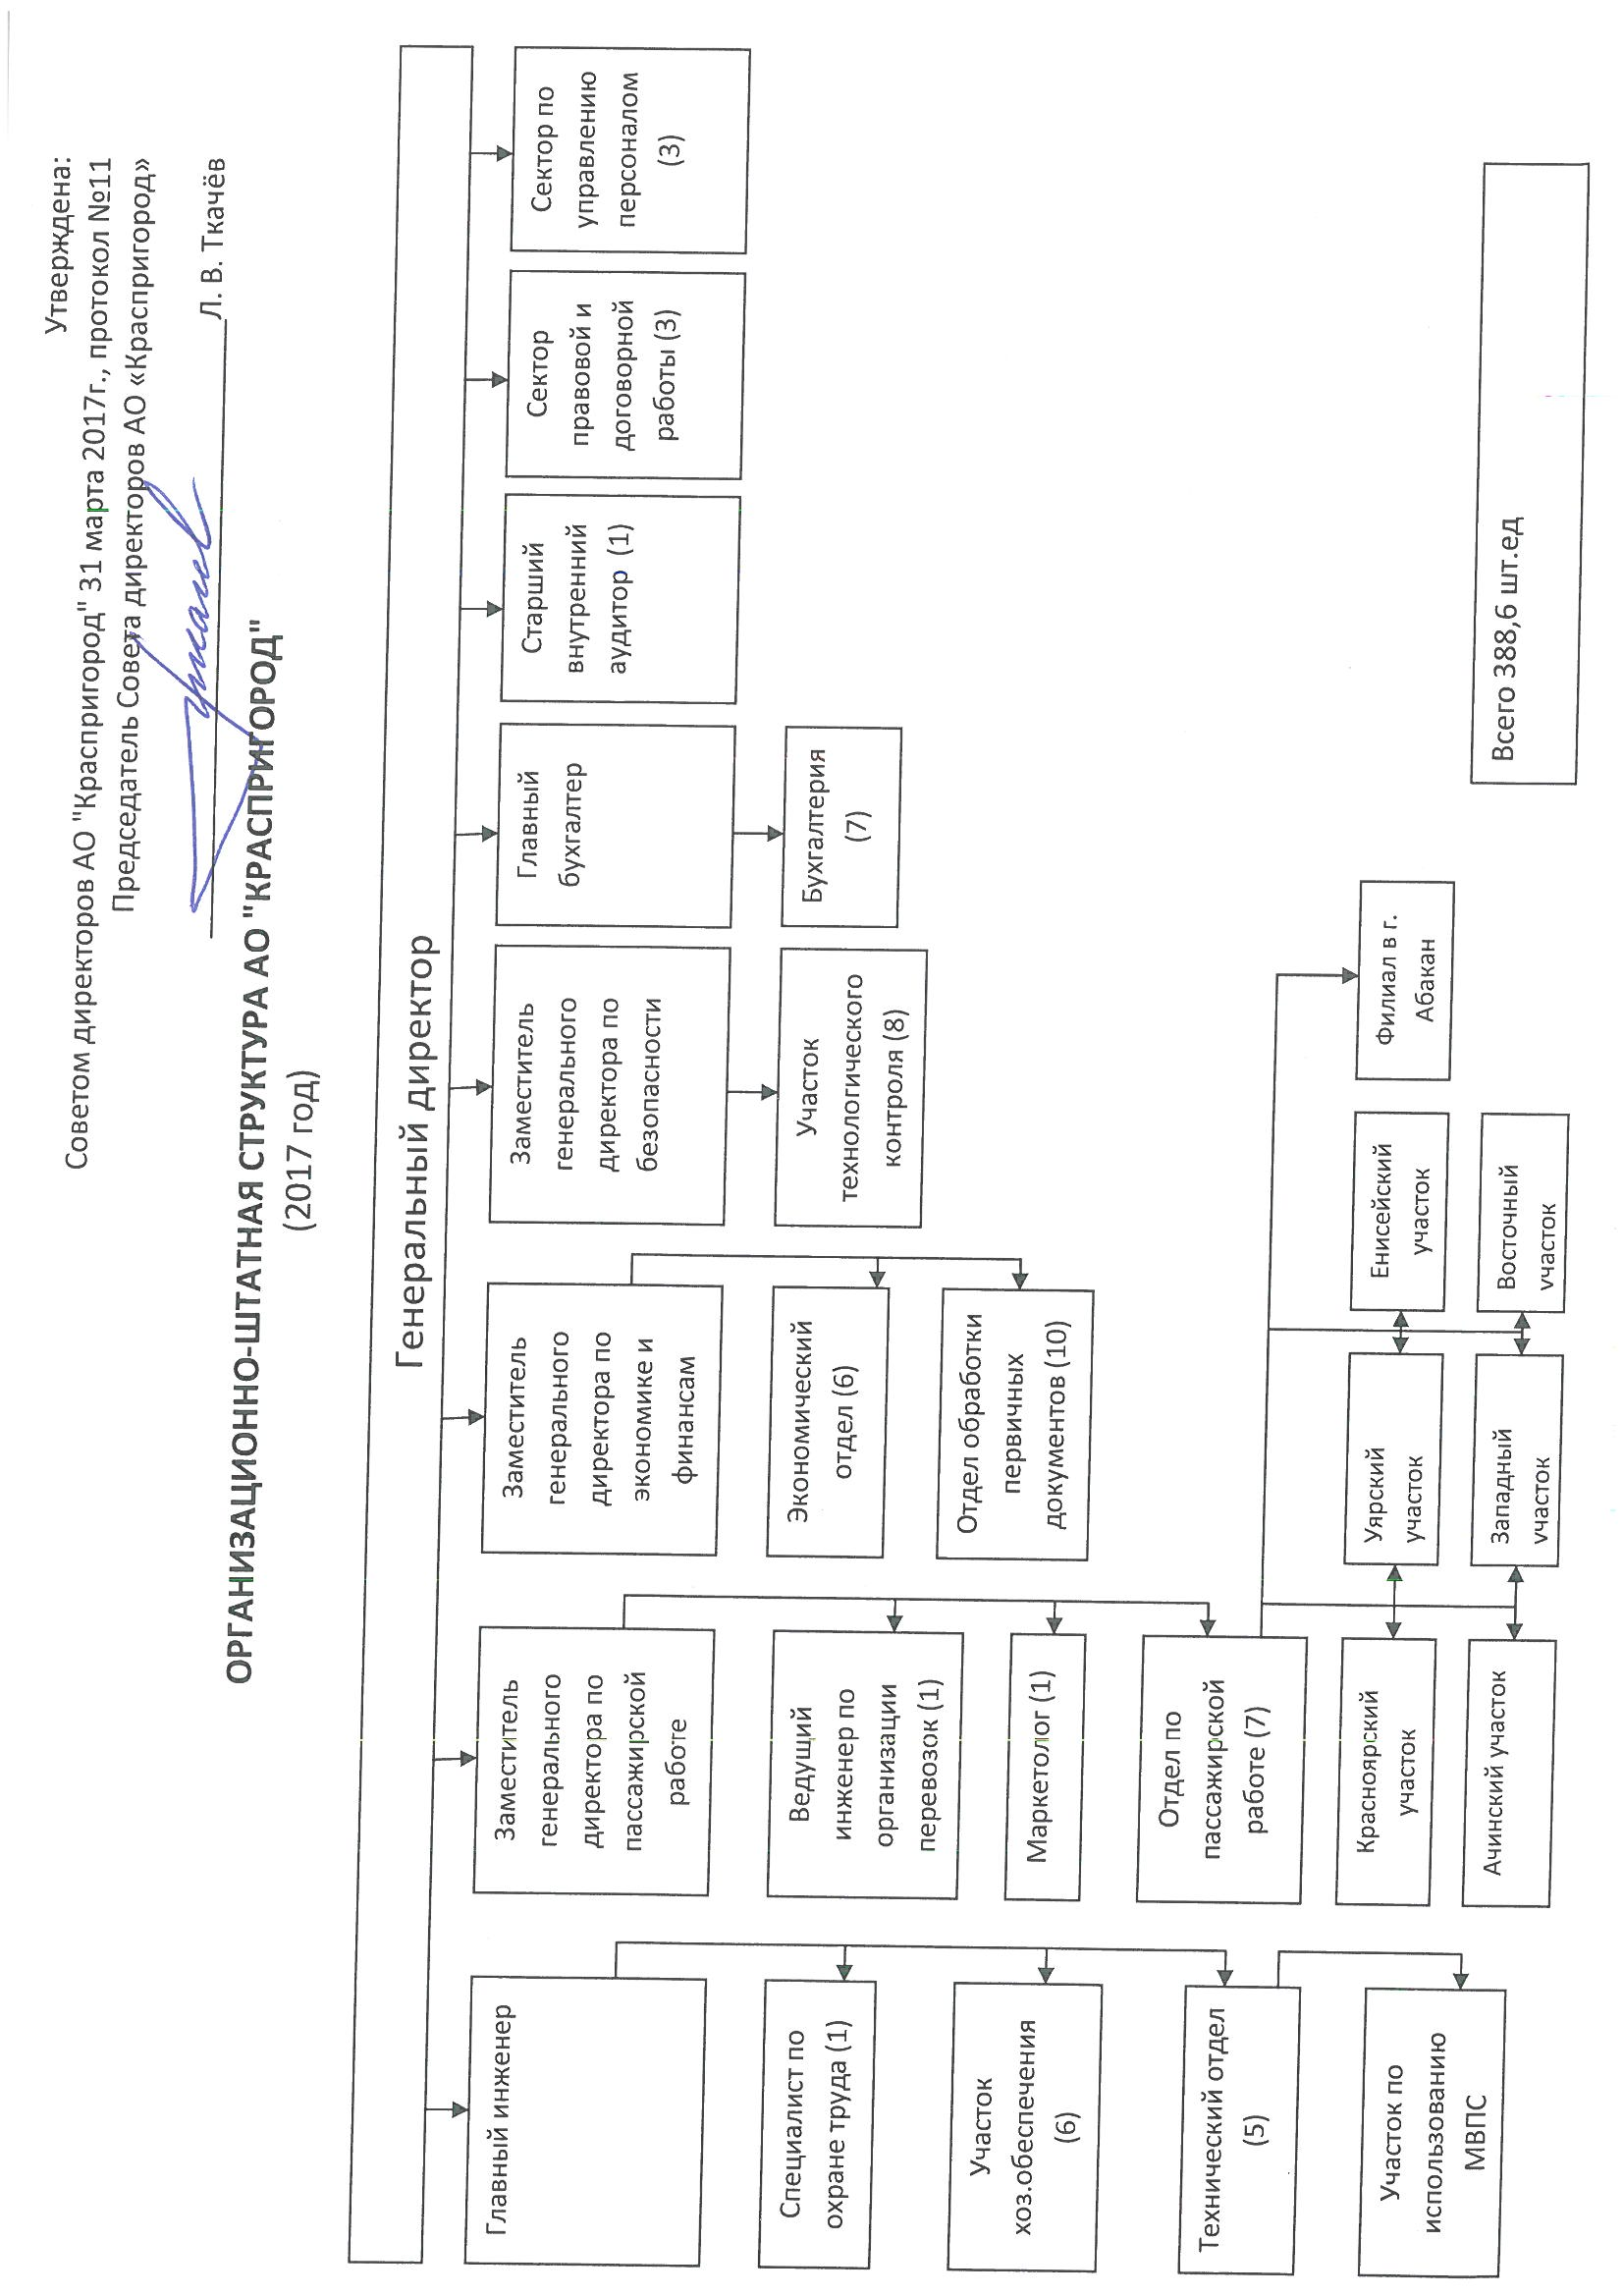 Утверждена:
Советом директоров АО "Краспригород" 31 марта 2017г., протокол №11
Председатель Совета директоров АО «Краспригород»
Л. В. Ткачёв
ОРГАНИЗАЦИОННО-ШТАТНАЯ СТРУКТУРА АО "КРАСПРИГОРОД"
(2017 год)
Генеральный директор
Главный инженер
Заместитель
генерального
директора по
пассажирской
работе
Заместитель
генерального
директора по
экономике и
финансам
Заместитель
генерального
директора по
безопасности
Главный
бухгалтер
Старший
внутренний
аудитор (1)
Сектор
правовой и
договорной
работы (3)
Сектор по
управлению
персоналом
(3)
Специалист по
охране труда (1)
Ведущий
инженер по
организации
перевозок (1)
Экономический
отдел (6)
Участок
технологического
контроля (8)
Бухгалтерия
(7)
Участок
хоз.обеспечения
(6)
Маркетолог (1)
Отдел обработки
первичных
документов (10)
Технический отдел
(5)
Отдел по
пассажирской
работе (7)
Участок по
использованию
МВПС
Красноярский
участок
Уярский
участок
Енисейский
участок
Филиал в г.
Абакан
Ачинский участок
Западный
участок
Восточный
участок
Всего 388,6 шт.ед